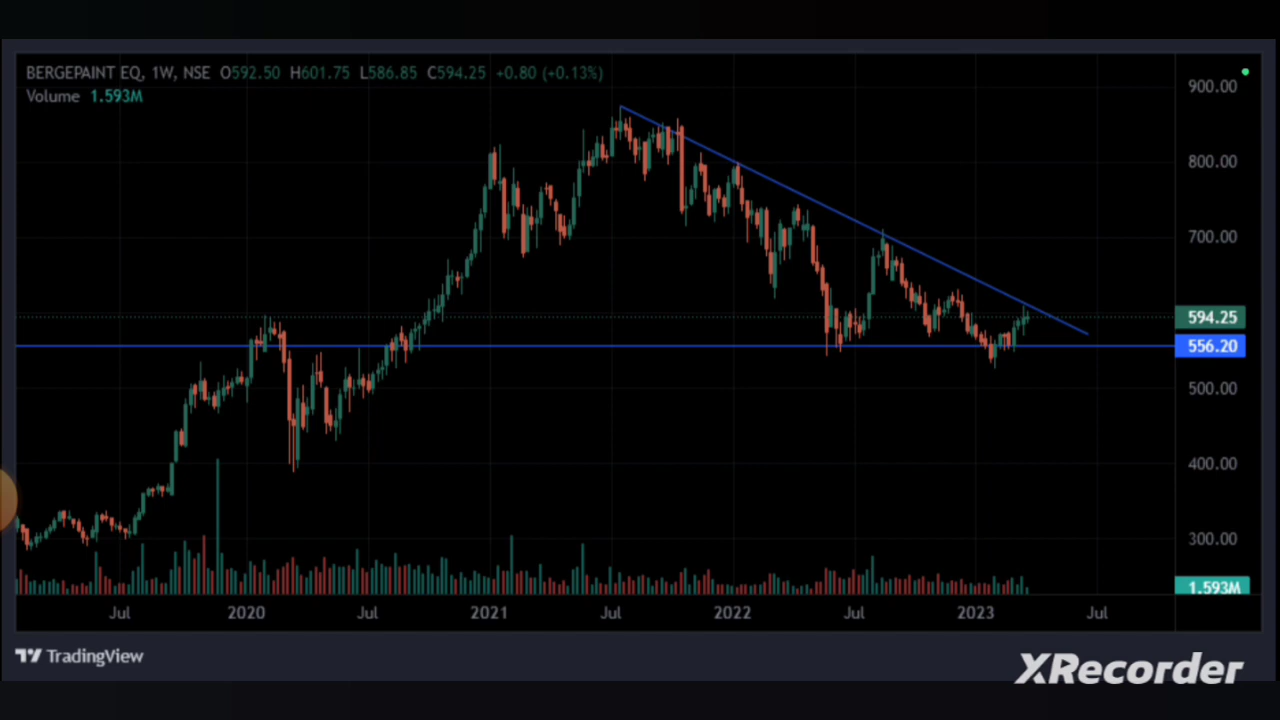 BERGEPAINT EQ, 1W, NSE O592.50 H601.75 L586.85 C594.25 +0.80 (+0.13%)
Volume 1.593M
900.00
800.00
700.00
594.25
556.20
500.00
400.00
300.00
1.593M
Jul 2020 Jul 2021 Jul 2022 Jul 2023 Jul
TradingView
XRecorder